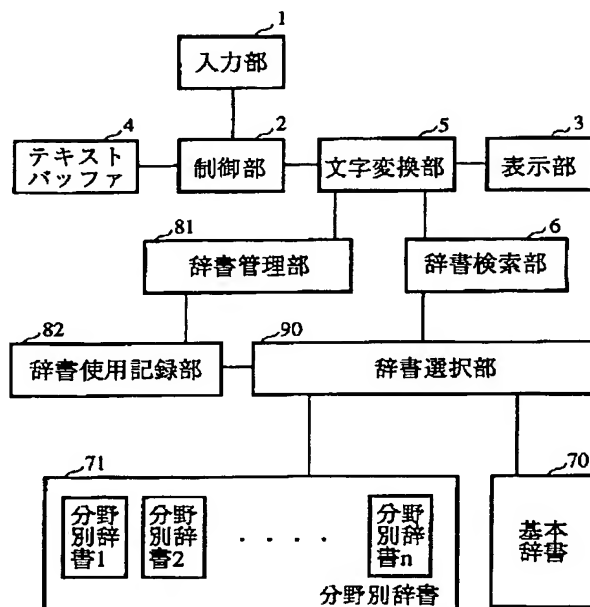 1
入力部
4
テキスト
バッファ
2
制御部
5
文字変換部
3
表示部
81
辞書管理部
6
辞書検索部
82
辞書使用記録部
90
辞書選択部
71
分野
別辞
書1
分野
別辞
書2
. . . .
分野
別辞
書n
分野別辞書
70
基本
辞書